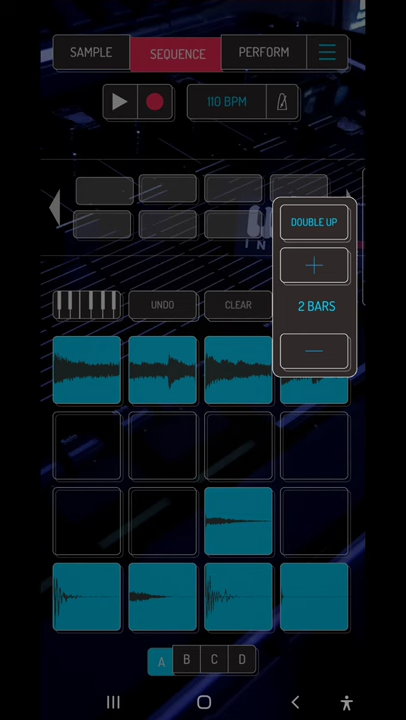 SAMPLE
SEQUENCE
PERFORM
110 BPM
DOUBLE UP
UNDO
CLEAR
2 BARS
A
B
C
D